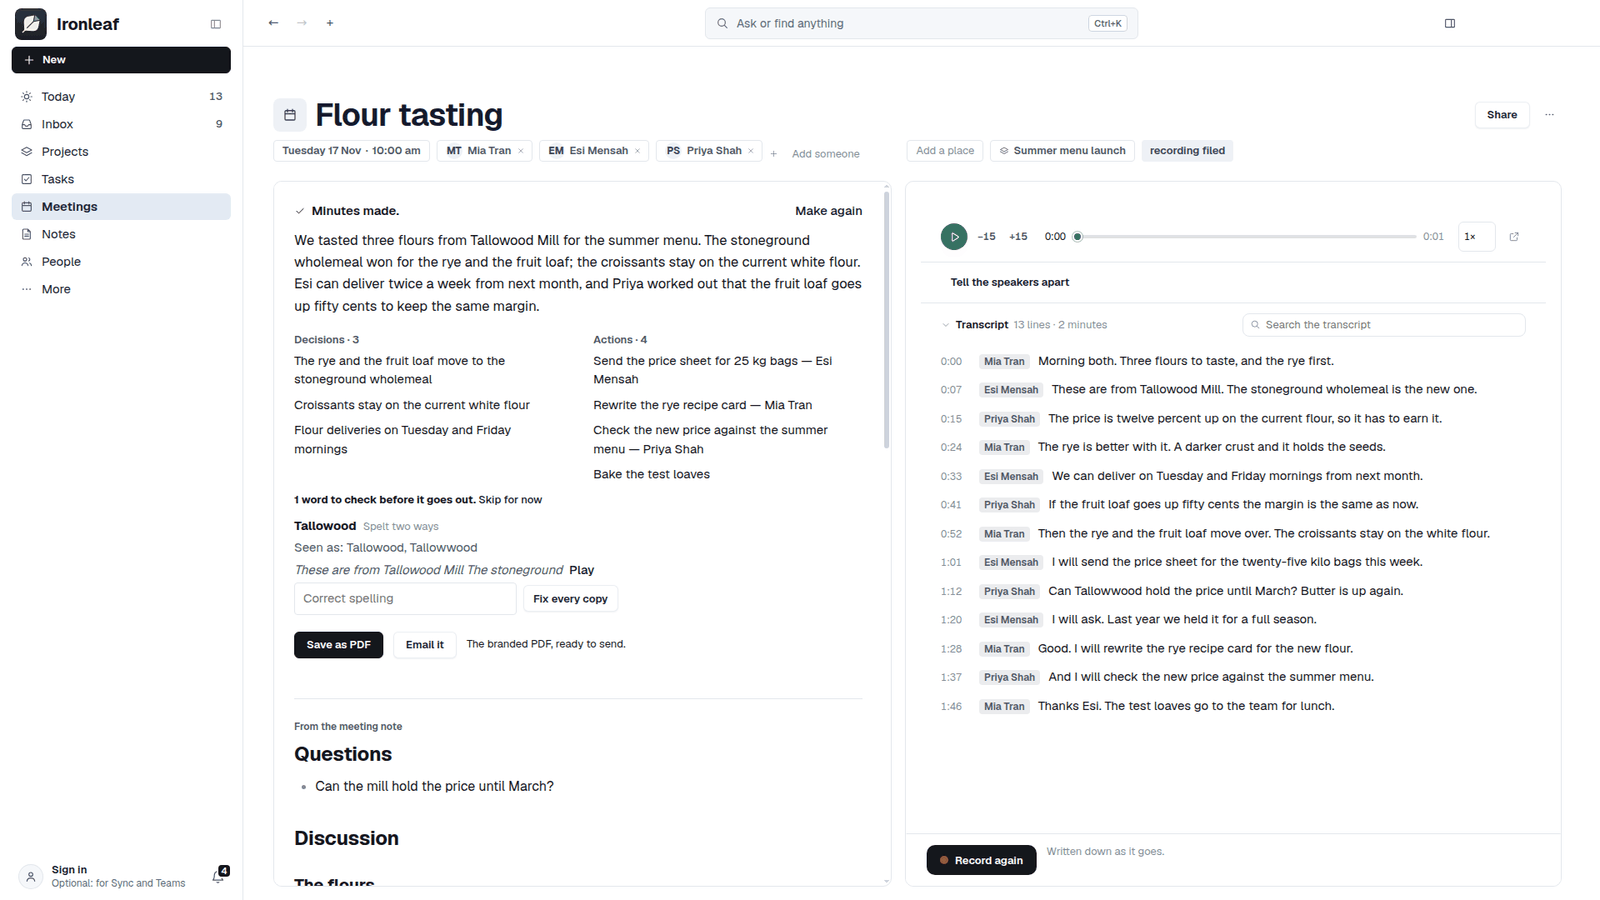 Ironleaf
Ask or find anything
Ctrl+K
New
Today 13
Inbox 9
Projects
Tasks
Meetings
Notes
People
More
Flour tasting
Share
Tuesday 17 Nov · 10:00 am
MT Mia Tran ×
EM Esi Mensah ×
PS Priya Shah ×
+ Add someone
Add a place
Summer menu launch
recording filed
Minutes made.
Make again
We tasted three flours from Tallowood Mill for the summer menu. The stoneground
wholemeal won for the rye and the fruit loaf; the croissants stay on the current white flour.
Esi can deliver twice a week from next month, and Priya worked out that the fruit loaf goes
up fifty cents to keep the same margin.
Decisions · 3
The rye and the fruit loaf move to the
stoneground wholemeal
Croissants stay on the current white flour
Flour deliveries on Tuesday and Friday
mornings
Actions · 4
Send the price sheet for 25 kg bags — Esi
Mensah
Rewrite the rye recipe card — Mia Tran
Check the new price against the summer
menu — Priya Shah
Bake the test loaves
1 word to check before it goes out. Skip for now
Tallowood Spelt two ways
Seen as: Tallowood, Tallowwood
These are from Tallowood Mill The stoneground Play
Correct spelling
Fix every copy
Save as PDF
Email it
The branded PDF, ready to send.
From the meeting note
Questions
Can the mill hold the price until March?
Discussion
The flours
-15 +15 0:00 0:01 1×
Tell the speakers apart
Transcript 13 lines · 2 minutes
Search the transcript
0:00 Mia Tran Morning both. Three flours to taste, and the rye first.
0:07 Esi Mensah These are from Tallowood Mill. The stoneground wholemeal is the new one.
0:15 Priya Shah The price is twelve percent up on the current flour, so it has to earn it.
0:24 Mia Tran The rye is better with it. A darker crust and it holds the seeds.
0:33 Esi Mensah We can deliver on Tuesday and Friday mornings from next month.
0:41 Priya Shah If the fruit loaf goes up fifty cents the margin is the same as now.
0:52 Mia Tran Then the rye and the fruit loaf move over. The croissants stay on the white flour.
1:01 Esi Mensah I will send the price sheet for the twenty-five kilo bags this week.
1:12 Priya Shah Can Tallowwood hold the price until March? Butter is up again.
1:20 Esi Mensah I will ask. Last year we held it for a full season.
1:28 Mia Tran Good. I will rewrite the rye recipe card for the new flour.
1:37 Priya Shah And I will check the new price against the summer menu.
1:46 Mia Tran Thanks Esi. The test loaves go to the team for lunch.
Record again
Written down as it goes.
Sign in
Optional: for Sync and Teams
4